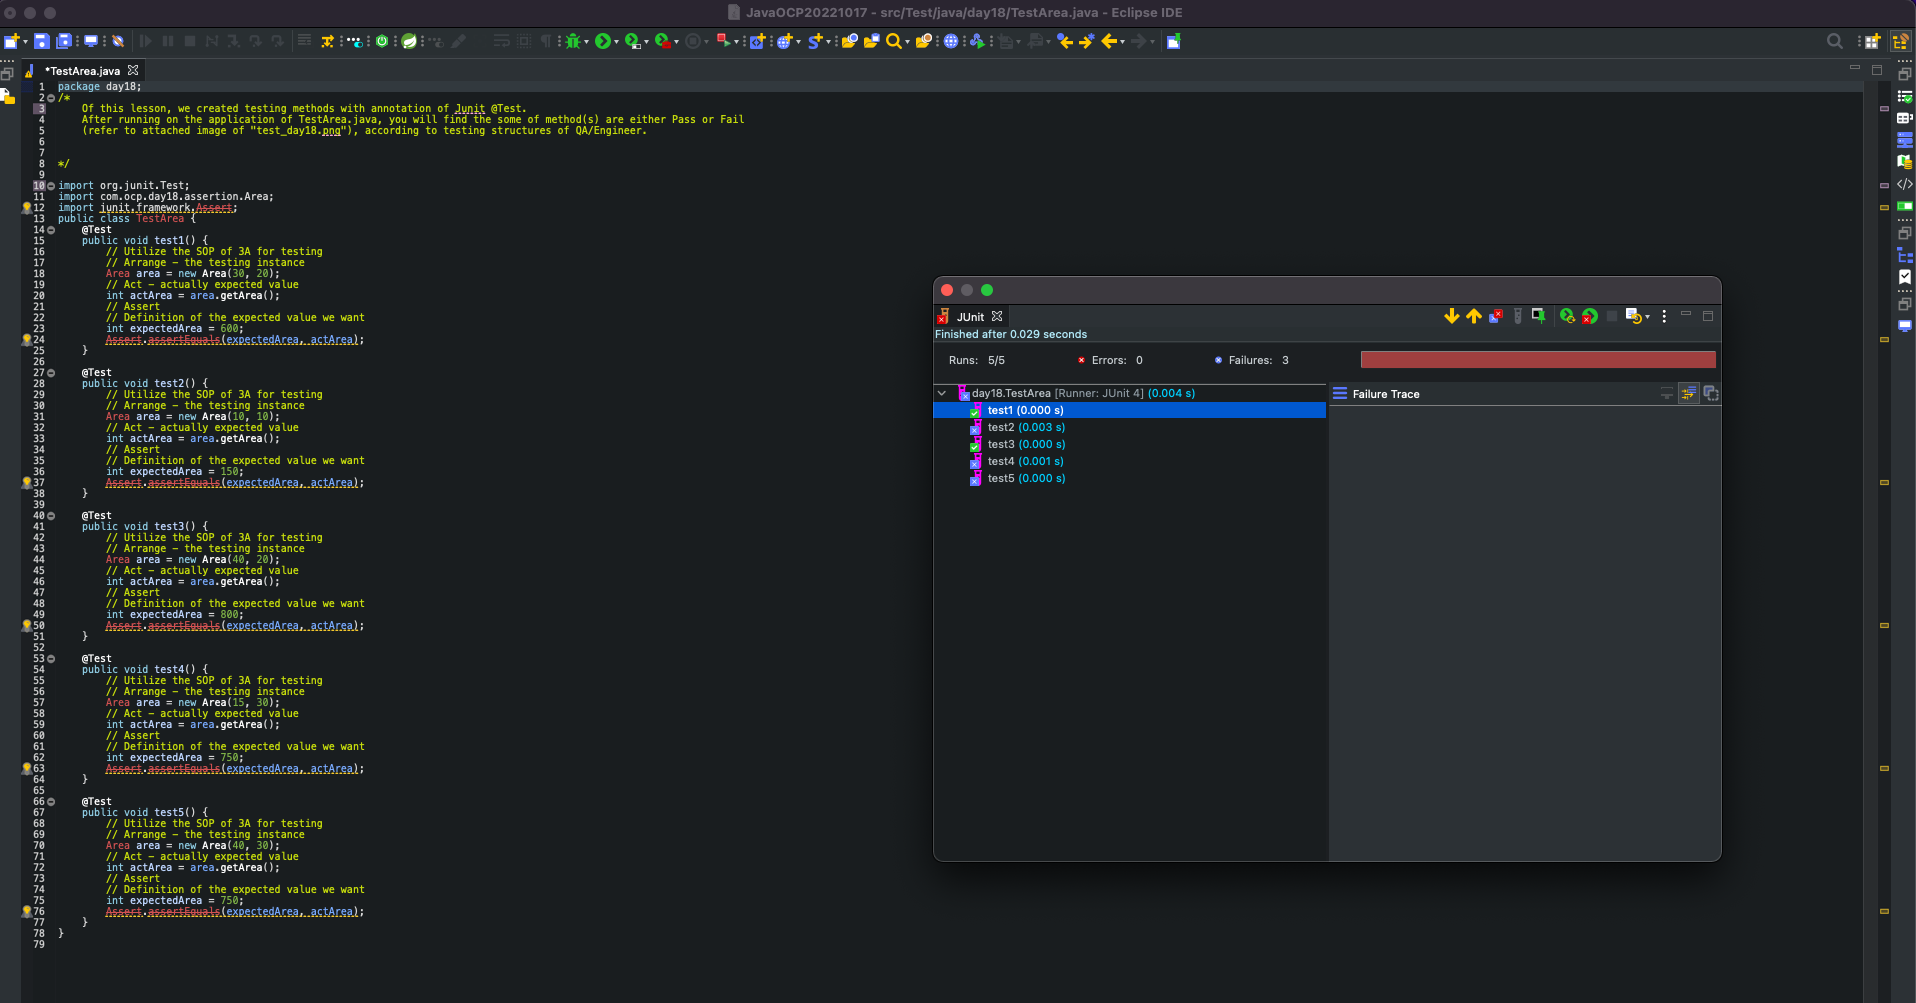 JavaOCP20221017 - src/Test/java/day18/TestArea.java - Eclipse IDE
*TestArea.java
1 package day18;
2 /*
3 Of this lesson, we created testing methods with annotation of Junit @Test.
4 After running on the application of TestArea.java, you will find the some of method(s) are either Pass or Fail
5 (refer to attached image of "test_day18.png"), according to testing structures of QA/Engineer.
6
7
8 */
9
10 import org.junit.Test;
11 import com.ocp.day18.assertion.Area;
12 import junit.framework.Assert;
13 public class TestArea {
14 @Test
15 public void test1() {
16 // Utilize the SOP of 3A for testing
17 // Arrange - the testing instance
18 Area area = new Area(30, 20);
19 // Act - actually expected value
20 int actArea = area.getArea();
21 // Assert
22 // Definition of the expected value we want
23 int expectedArea = 600;
24 Assert.assertEquals(expectedArea, actArea);
25 }
26
27 @Test
28 public void test2() {
29 // Utilize the SOP of 3A for testing
30 // Arrange - the testing instance
31 Area area = new Area(10, 10);
32 // Act - actually expected value
33 int actArea = area.getArea();
34 // Assert
35 // Definition of the expected value we want
36 int expectedArea = 150;
37 Assert.assertEquals(expectedArea, actArea);
38 }
39
40 @Test
41 public void test3() {
42 // Utilize the SOP of 3A for testing
43 // Arrange - the testing instance
44 Area area = new Area(40, 20);
45 // Act - actually expected value
46 int actArea = area.getArea();
47 // Assert
48 // Definition of the expected value we want
49 int expectedArea = 800;
50 Assert.assertEquals(expectedArea, actArea);
51 }
52
53 @Test
54 public void test4() {
55 // Utilize the SOP of 3A for testing
56 // Arrange - the testing instance
57 Area area = new Area(15, 30);
58 // Act - actually expected value
59 int actArea = area.getArea();
60 // Assert
61 // Definition of the expected value we want
62 int expectedArea = 750;
63 Assert.assertEquals(expectedArea, actArea);
64 }
65
66 @Test
67 public void test5() {
68 // Utilize the SOP of 3A for testing
69 // Arrange - the testing instance
70 Area area = new Area(40, 30);
71 // Act - actually expected value
72 int actArea = area.getArea();
73 // Assert
74 // Definition of the expected value we want
75 int expectedArea = 750;
76 Assert.assertEquals(expectedArea, actArea);
77 }
78 }
79
JUnit
Finished after 0.029 seconds
Runs: 5/5 Errors: 0 Failures: 3
day18.TestArea [Runner: JUnit 4] (0.004 s)
test1 (0.000 s)
test2 (0.003 s)
test3 (0.000 s)
test4 (0.001 s)
test5 (0.000 s)
Failure Trace